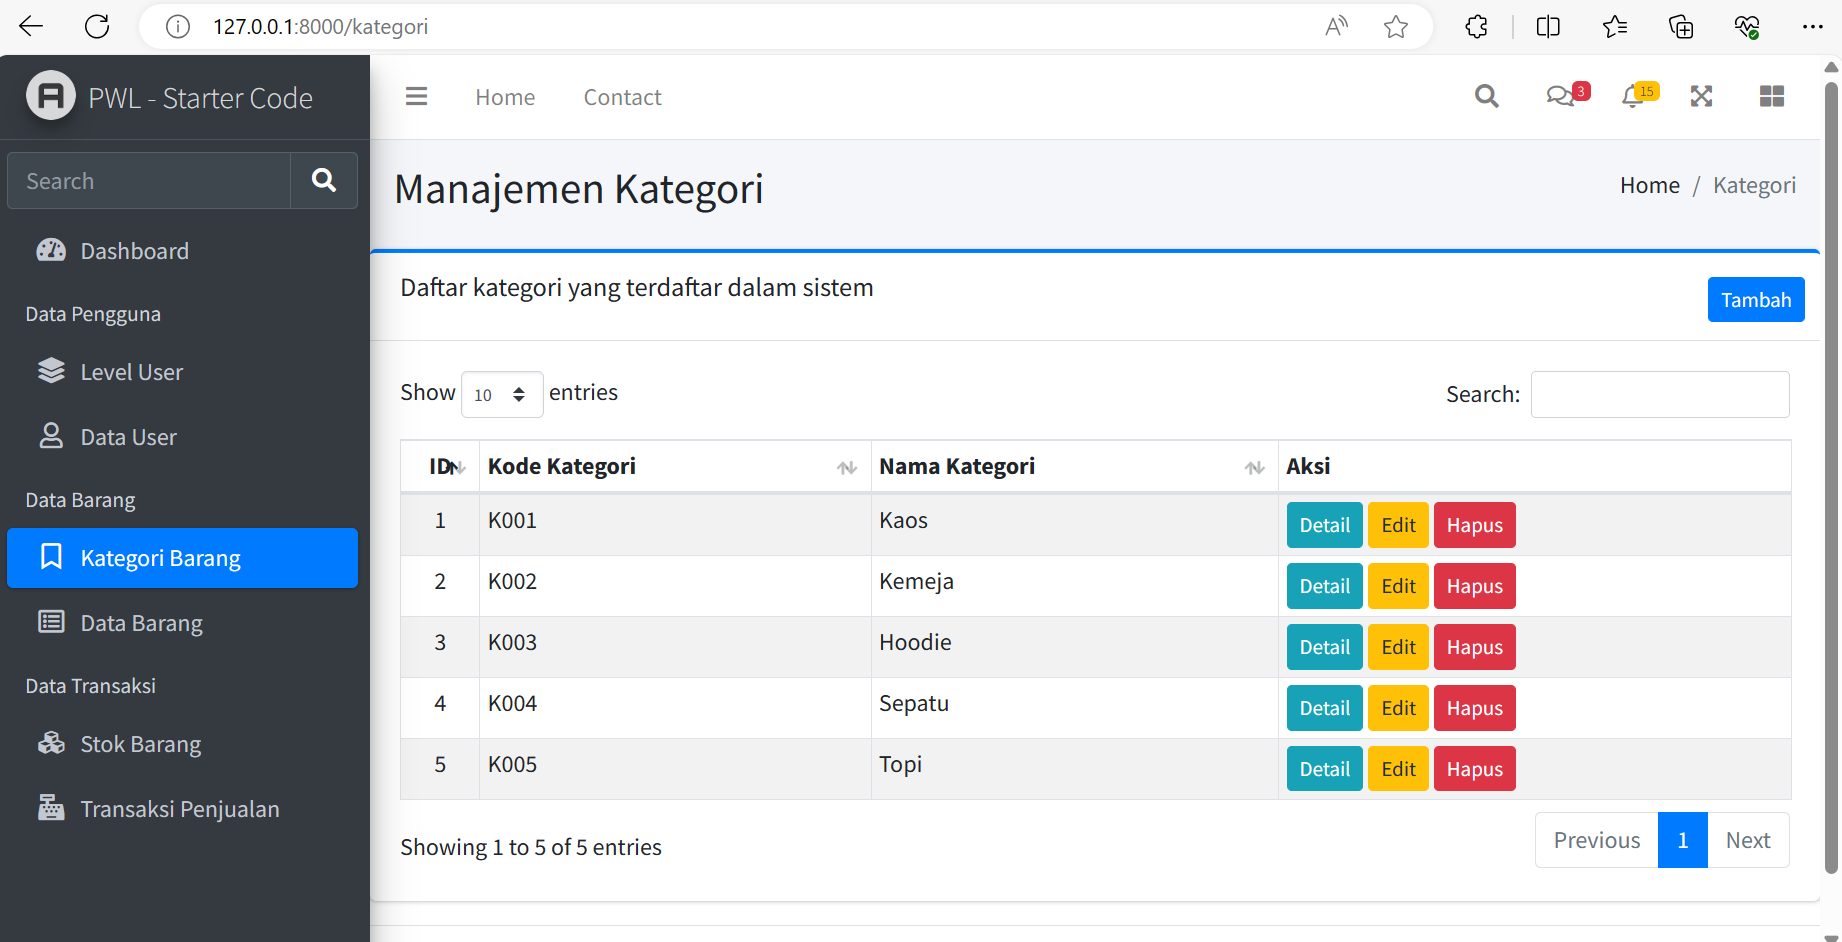 127.0.0.1:8000/kategori
PWL - Starter Code
Home Contact
3
15
Search
Manajemen Kategori
Home / Kategori
Dashboard
Data Pengguna
Level User
Data User
Data Barang
Kategori Barang
Data Barang
Data Transaksi
Stok Barang
Transaksi Penjualan
Daftar kategori yang terdaftar dalam sistem
Tambah
Show 10 entries
Search:
ID Kode Kategori Nama Kategori Aksi
1 K001 Kaos Detail Edit Hapus
2 K002 Kemeja Detail Edit Hapus
3 K003 Hoodie Detail Edit Hapus
4 K004 Sepatu Detail Edit Hapus
5 K005 Topi Detail Edit Hapus
Showing 1 to 5 of 5 entries
Previous 1 Next